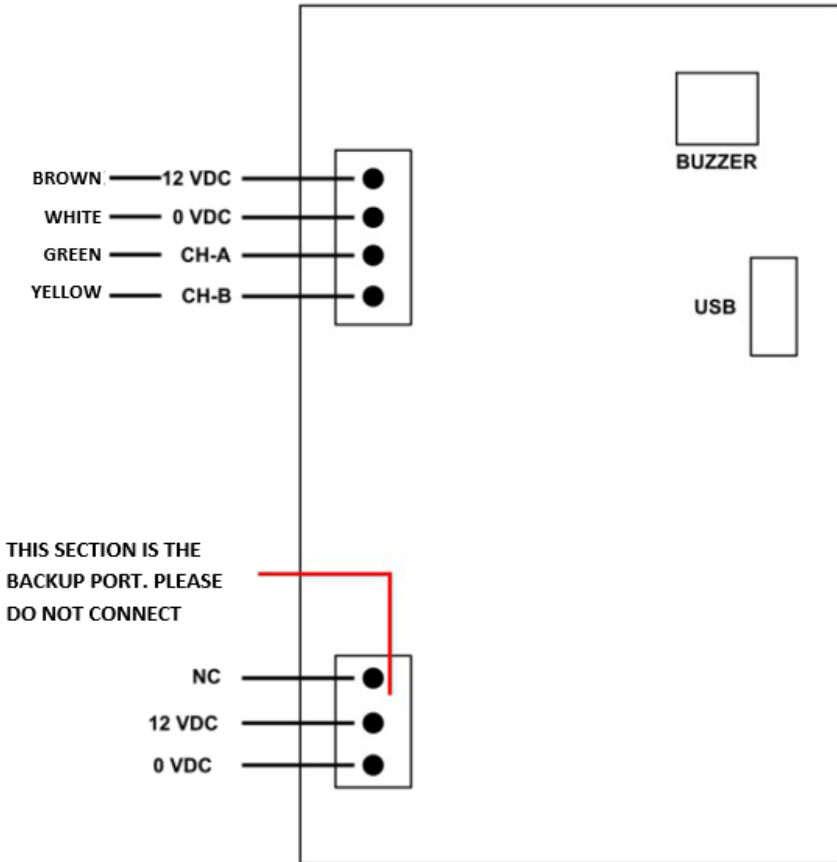 BROWN 12 VDC
WHITE 0 VDC
GREEN CH-A
YELLOW CH-B
BUZZER
USB
THIS SECTION IS THE
BACKUP PORT. PLEASE
DO NOT CONNECT
NC
12 VDC
0 VDC